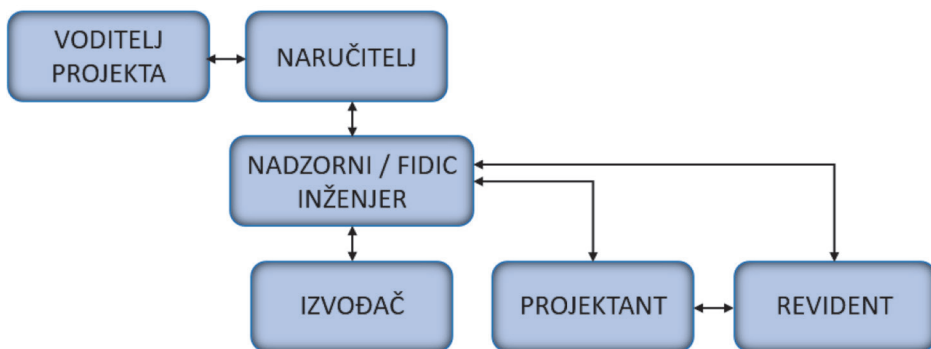 VODITELJ
PROJEKTA
NARUČITELJ
NADZORNI / FIDIC
INŽENJER
IZVOĐAČ
PROJEKTANT
REVIDENT